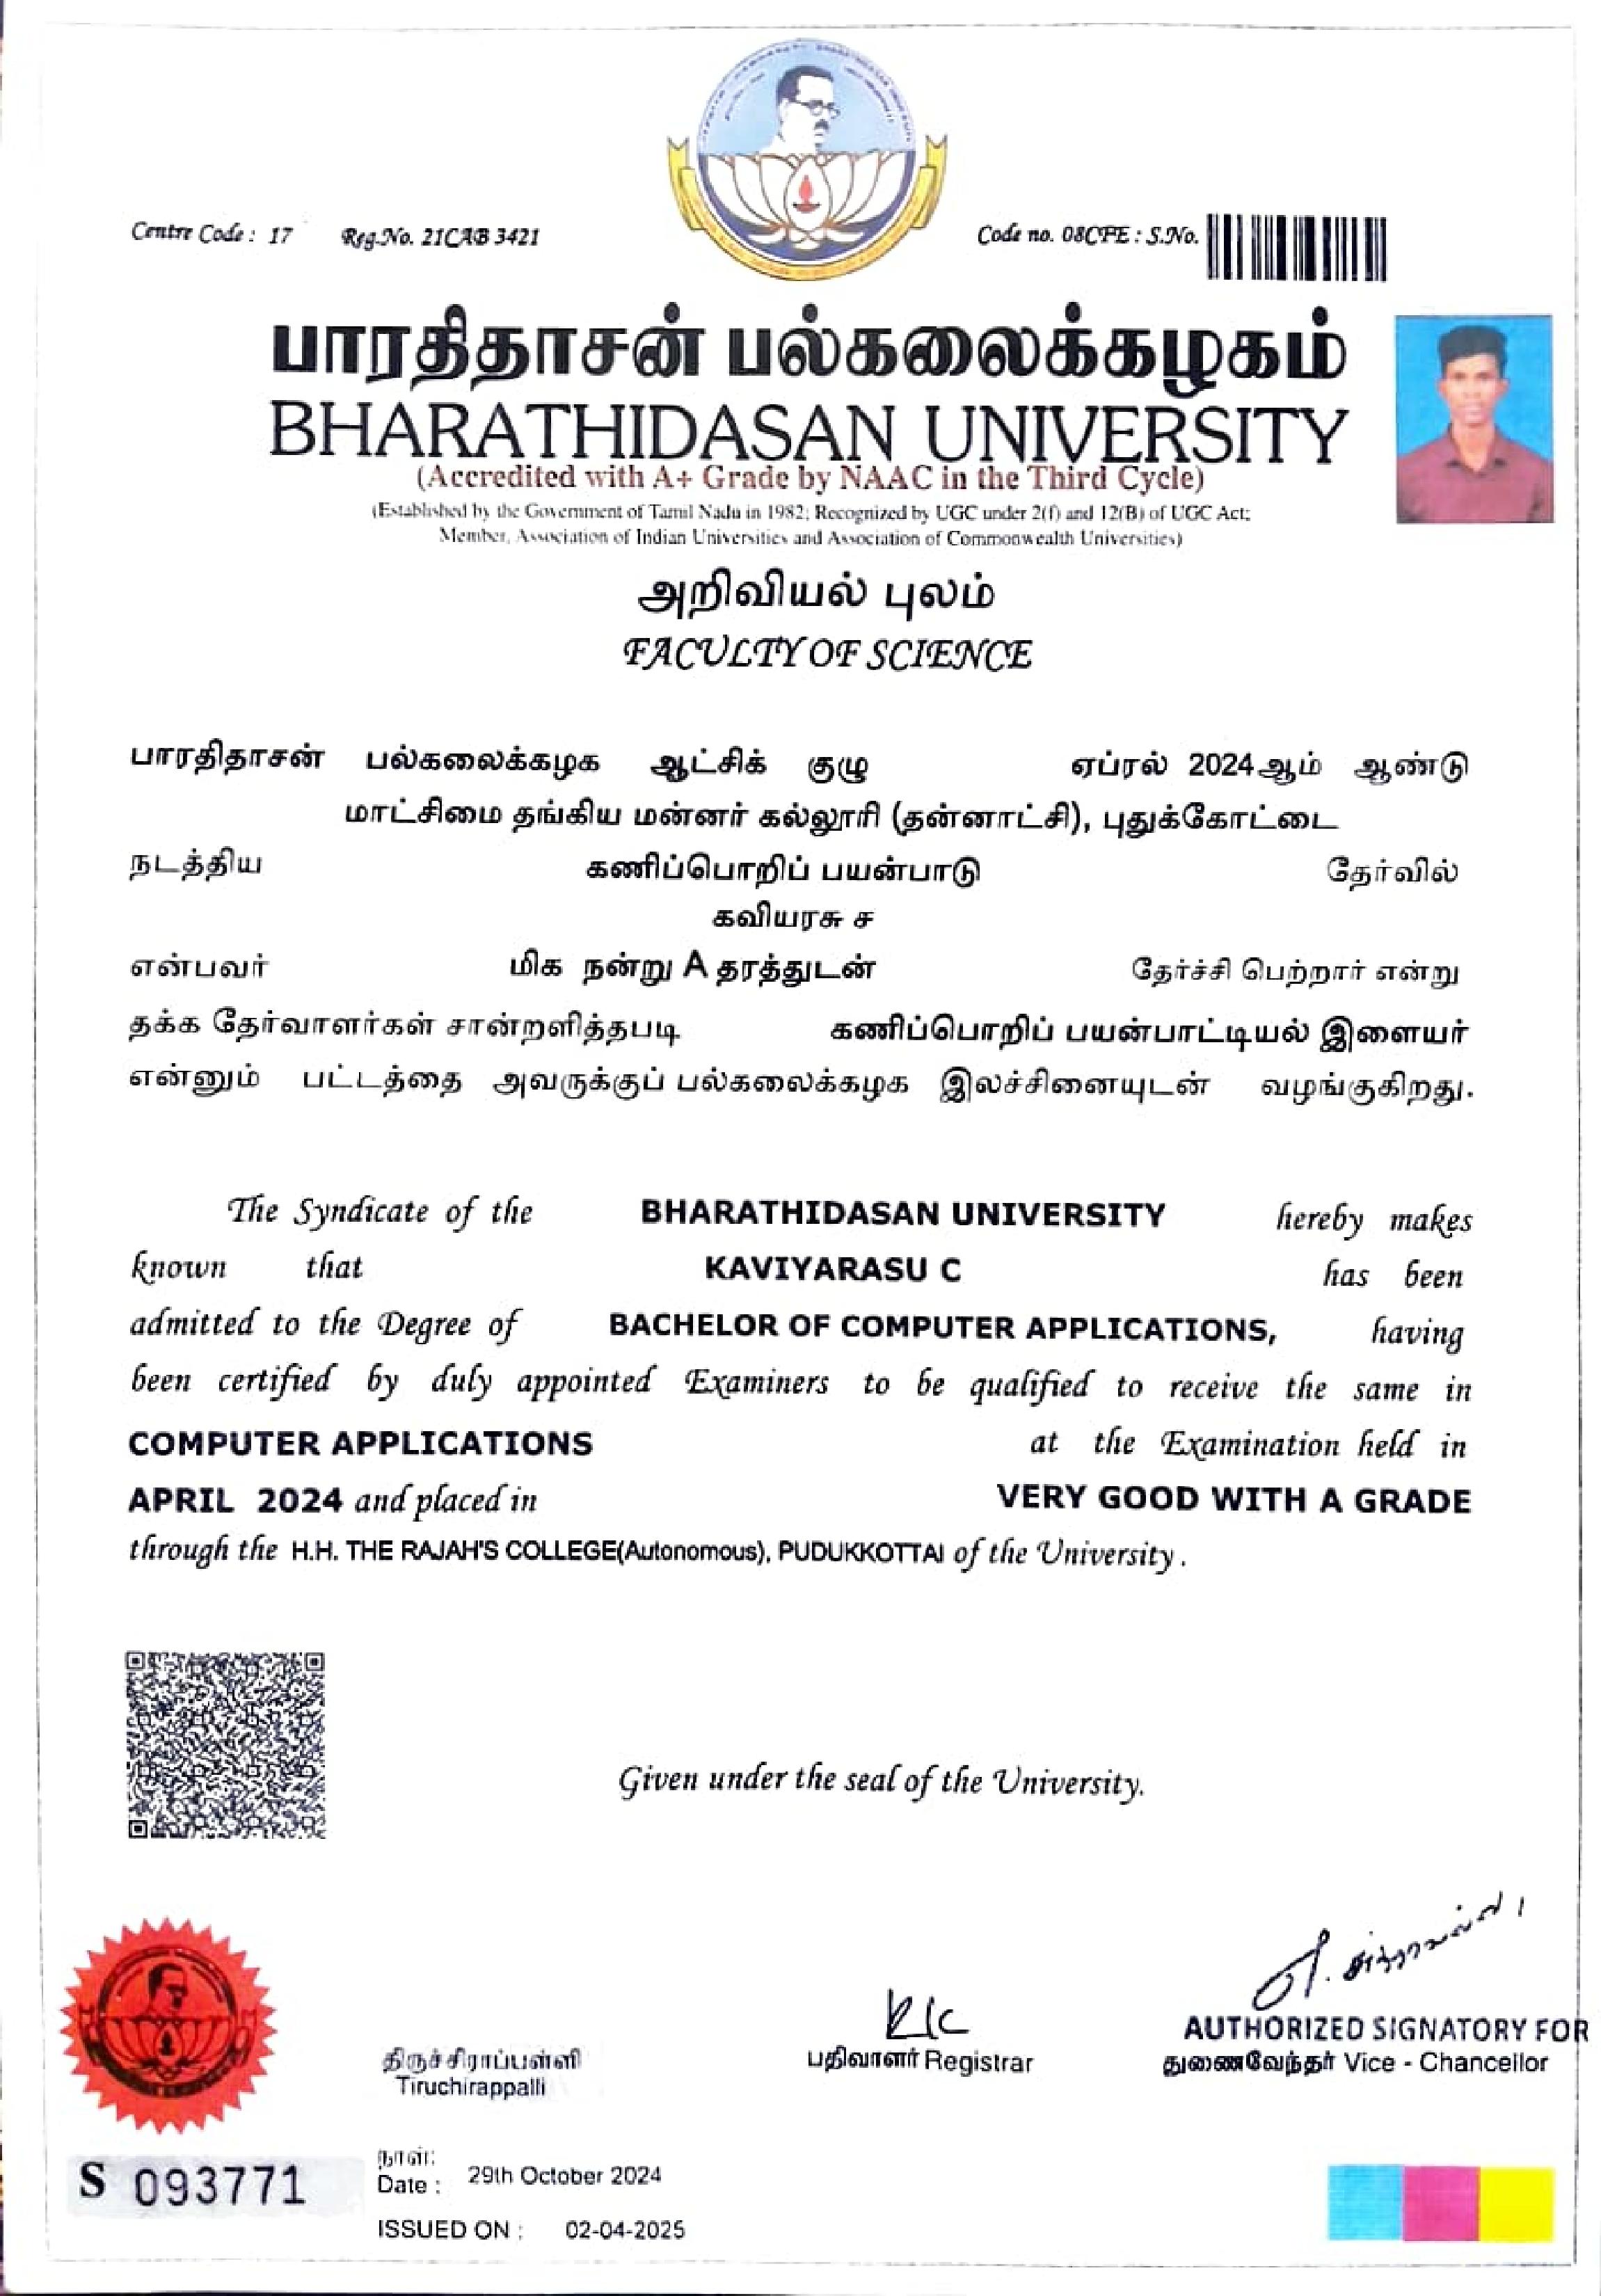 Centre Code : 17 Reg.No. 21CAB 3421 Code no. 08CFE : S.No.
பாரதிதாசன் பல்கலைக்கழகம்
BHARATHIDASAN UNIVERSITY
(Accredited with A+ Grade by NAAC in the Third Cycle)
(Established by the Government of Tamil Nadu in 1982; Recognized by UGC under 2(f) and 12(B) of UGC Act;
Member, Association of Indian Universities and Association of Commonwealth Universities)
அறிவியல் புலம்
FACULTY OF SCIENCE
பாரதிதாசன் பல்கலைக்கழக ஆட்சிக் குழு ஏப்ரல் 2024ஆம் ஆண்டு
மாட்சிமை தங்கிய மன்னர் கல்லூரி (தன்னாட்சி), புதுக்கோட்டை
நடத்திய கணிப்பொறிப் பயன்பாடு தேர்வில்
கவியரசு ச
என்பவர் மிக நன்று A தரத்துடன் தேர்ச்சி பெற்றார் என்று
தக்க தேர்வாளர்கள் சான்றளித்தபடி கணிப்பொறிப் பயன்பாட்டியல் இளையர்
என்னும் பட்டத்தை அவருக்குப் பல்கலைக்கழக இலச்சினையுடன் வழங்குகிறது.
The Syndicate of the BHARATHIDASAN UNIVERSITY hereby makes
known that KAVIYARASU C has been
admitted to the Degree of BACHELOR OF COMPUTER APPLICATIONS, having
been certified by duly appointed Examiners to be qualified to receive the same in
COMPUTER APPLICATIONS at the Examination held in
APRIL 2024 and placed in VERY GOOD WITH A GRADE
through the H.H. THE RAJAH'S COLLEGE(Autonomous), PUDUKKOTTAI of the University.
Given under the seal of the University.
AUTHORIZED SIGNATORY FOR
திருச்சிராப்பள்ளி பதிவாளர் Registrar துணைவேந்தர் Vice - Chancellor
Tiruchirappalli
நாள்:
Date : 29th October 2024
S 093771
ISSUED ON : 02-04-2025